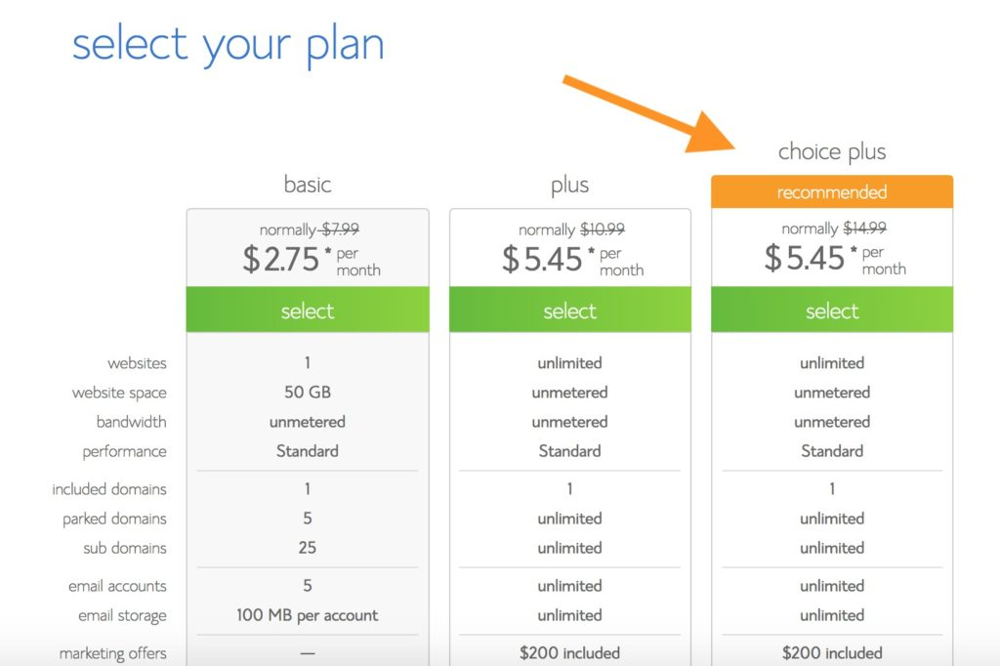 select your plan
choice plus
basic
plus
recommended
normally $7.99
$2.75 * per month
normally $10.99
$5.45 * per month
normally $14.99
$5.45 * per month
select select select
websites 1 unlimited unlimited
website space 50 GB unmetered unmetered
bandwidth unmetered unmetered unmetered
performance Standard Standard Standard
included domains 1 1 1
parked domains 5 unlimited unlimited
sub domains 25 unlimited unlimited
email accounts 5 unlimited unlimited
email storage 100 MB per account unlimited unlimited
marketing offers — $200 included $200 included